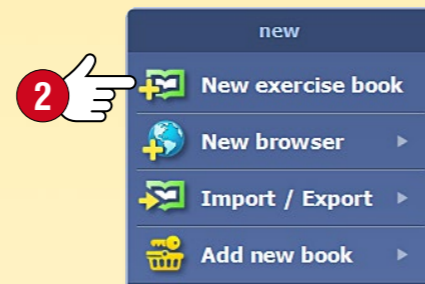 new
2
New exercise book
New browser
Import / Export
Add new book